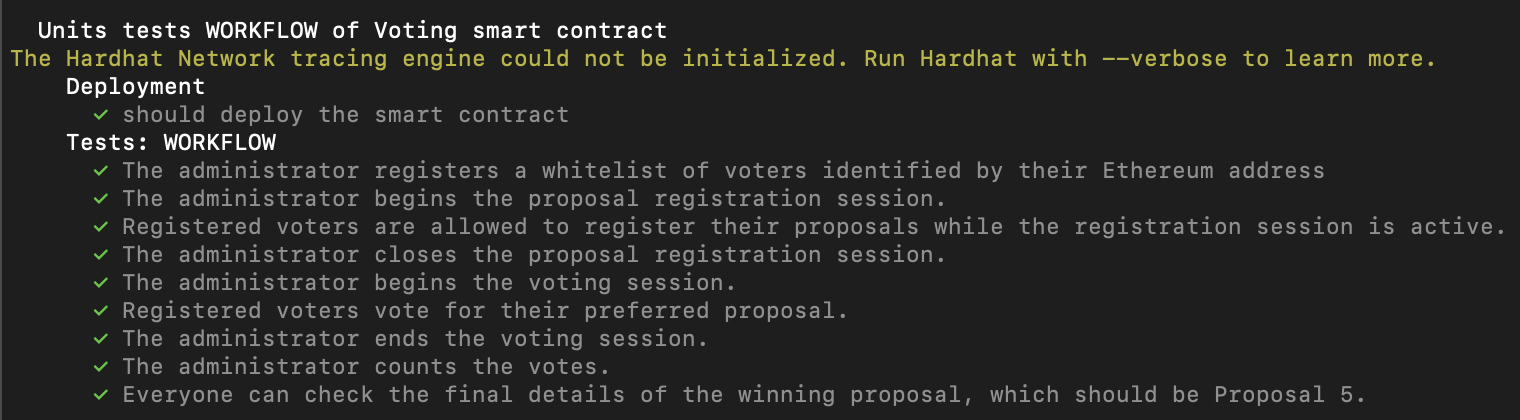 Units tests WORKFLOW of Voting smart contract
The Hardhat Network tracing engine could not be initialized. Run Hardhat with --verbose to learn more.
Deployment
✓ should deploy the smart contract
Tests: WORKFLOW
✓ The administrator registers a whitelist of voters identified by their Ethereum address
✓ The administrator begins the proposal registration session.
✓ Registered voters are allowed to register their proposals while the registration session is active.
✓ The administrator closes the proposal registration session.
✓ The administrator begins the voting session.
✓ Registered voters vote for their preferred proposal.
✓ The administrator ends the voting session.
✓ The administrator counts the votes.
✓ Everyone can check the final details of the winning proposal, which should be Proposal 5.